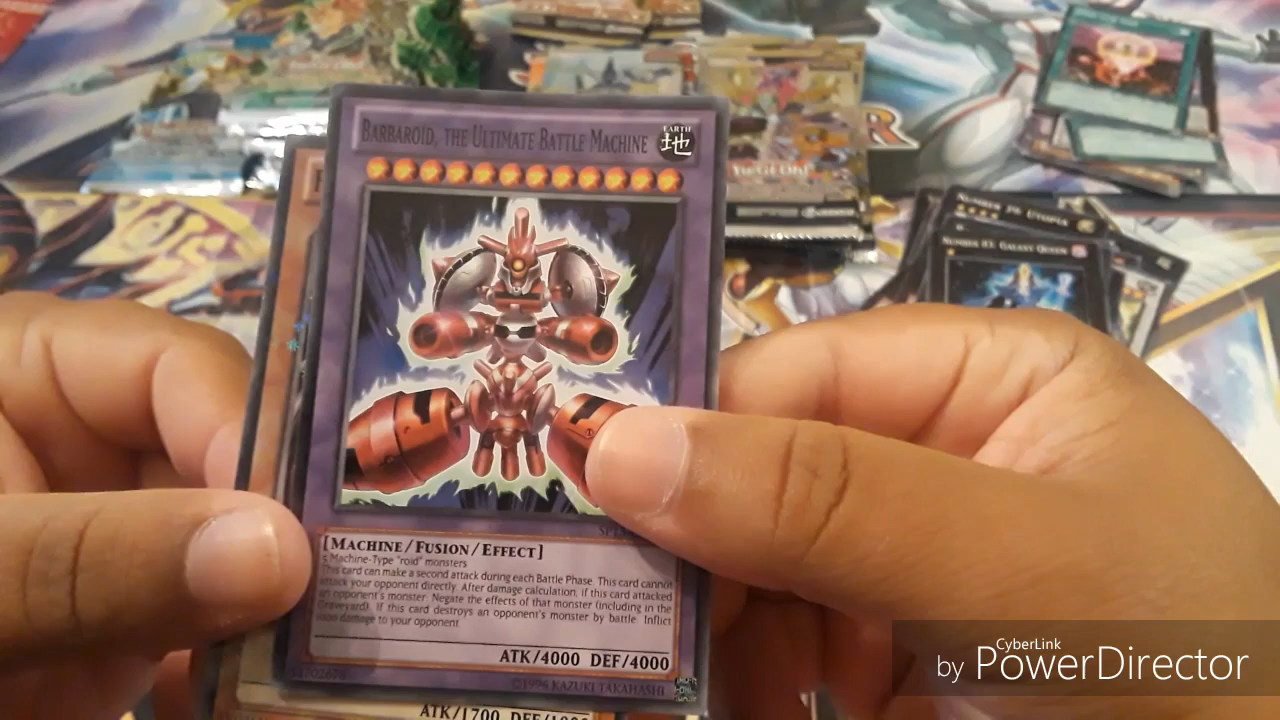 BARBAROID, THE ULTIMATE BATTLE MACHINE
EARTH
地
[MACHINE/FUSION/EFFECT]
5 Machine-Type "roid" monsters
This card can make a second attack during each Battle Phase. This card cannot
attack your opponent directly. After damage calculation, if this card attacked
an opponent's monster: Negate the effects of that monster (including in the
Graveyard). If this card destroys an opponent's monster by battle: Inflict
damage to your opponent
ATK/4000 DEF/4000
©1996 KAZUKI TAKAHASHI
ATK/1700
Yu-Gi-Oh!
R
NUMBER 39: UTOPIA
NUMBER 83: GALAXY QUEEN
CyberLink
by PowerDirector